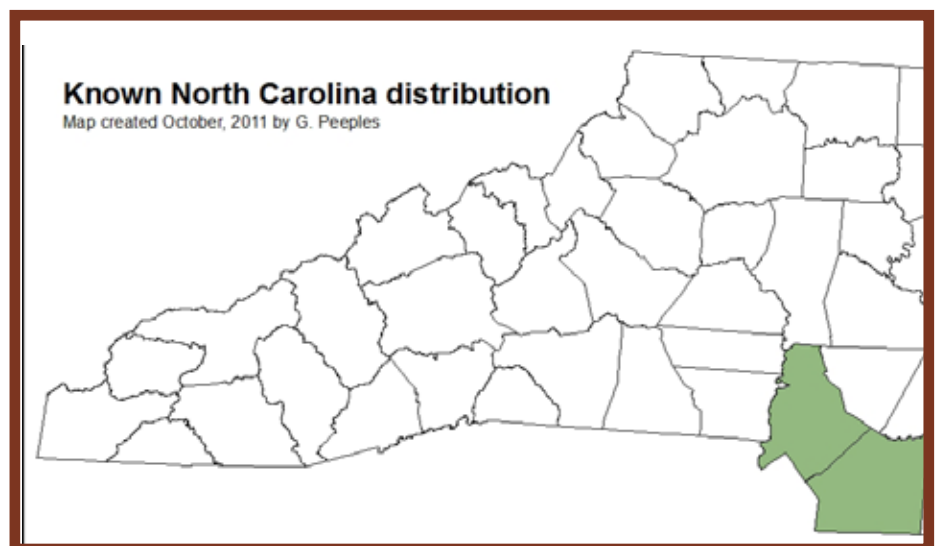 Known North Carolina distribution
Map created October, 2011 by G. Peeples